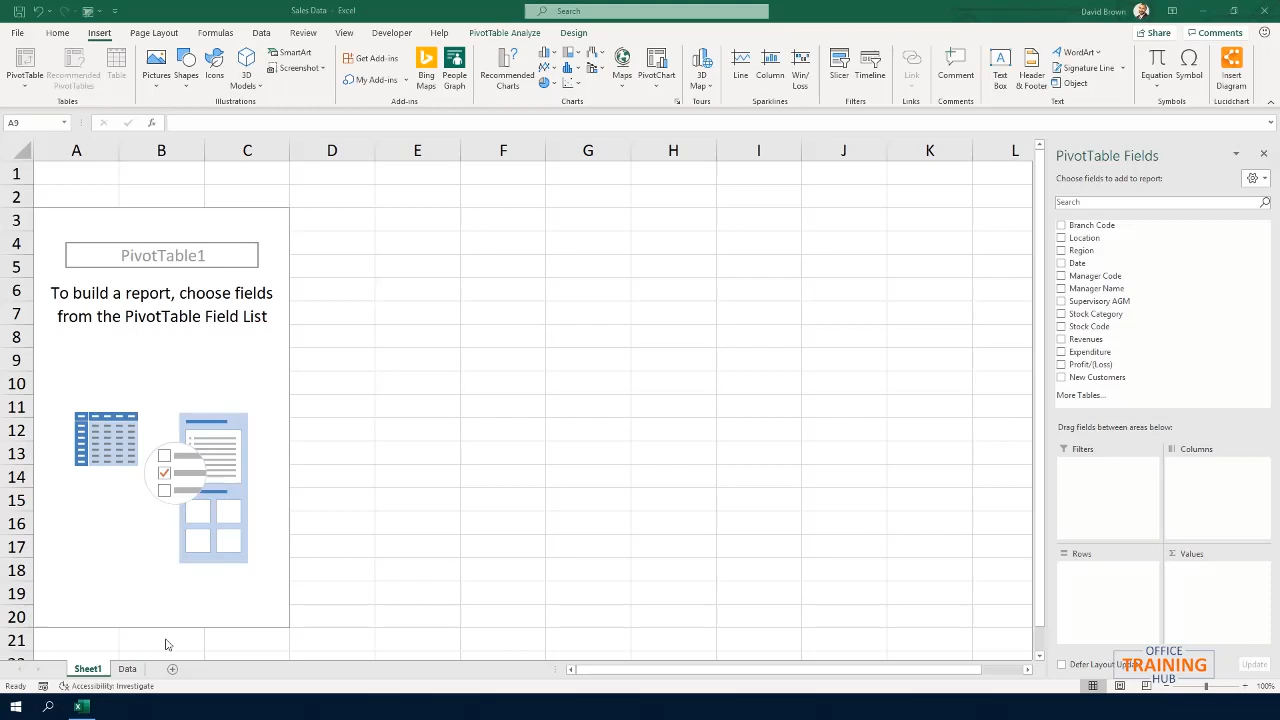 Sales Data - Excel
Search
David Brown
File Home Insert Page Layout Formulas Data Review View Developer Help PivotTable Analyze Design
Share Comments
PivotTable
Recommended PivotTables
Table
Tables
Pictures
Shapes
Icons
3D Models
SmartArt
Screenshot
Illustrations
Get Add-ins
My Add-ins
Bing Maps
People Graph
Add-ins
Recommended Charts
Maps
PivotChart
Charts
3D Map
Tours
Line
Column
Win/Loss
Sparklines
Slicer
Timeline
Filters
Link
Links
Comment
Comments
Text Box
Header & Footer
WordArt
Signature Line
Object
Text
Equation
Symbol
Symbols
Insert Diagram
Lucidchart
A9
fx
A B C D E F G H I J K L
1
2
3
4
5
6
7
8
9
10
11
12
13
14
15
16
17
18
19
20
21
PivotTable1
To build a report, choose fields
from the PivotTable Field List
PivotTable Fields
Choose fields to add to report:
Search
Branch Code
Location
Region
Date
Manager Code
Manager Name
Supervisory AGM
Stock Category
Stock Code
Revenues
Expenditure
Profit/(Loss)
New Customers
More Tables...
Drag fields between areas below:
Filters
Columns
Rows
Σ Values
Defer Layout
Update
OFFICE
TRAINING
HUB
Sheet1 Data
Ready
Accessibility: Investigate
100%